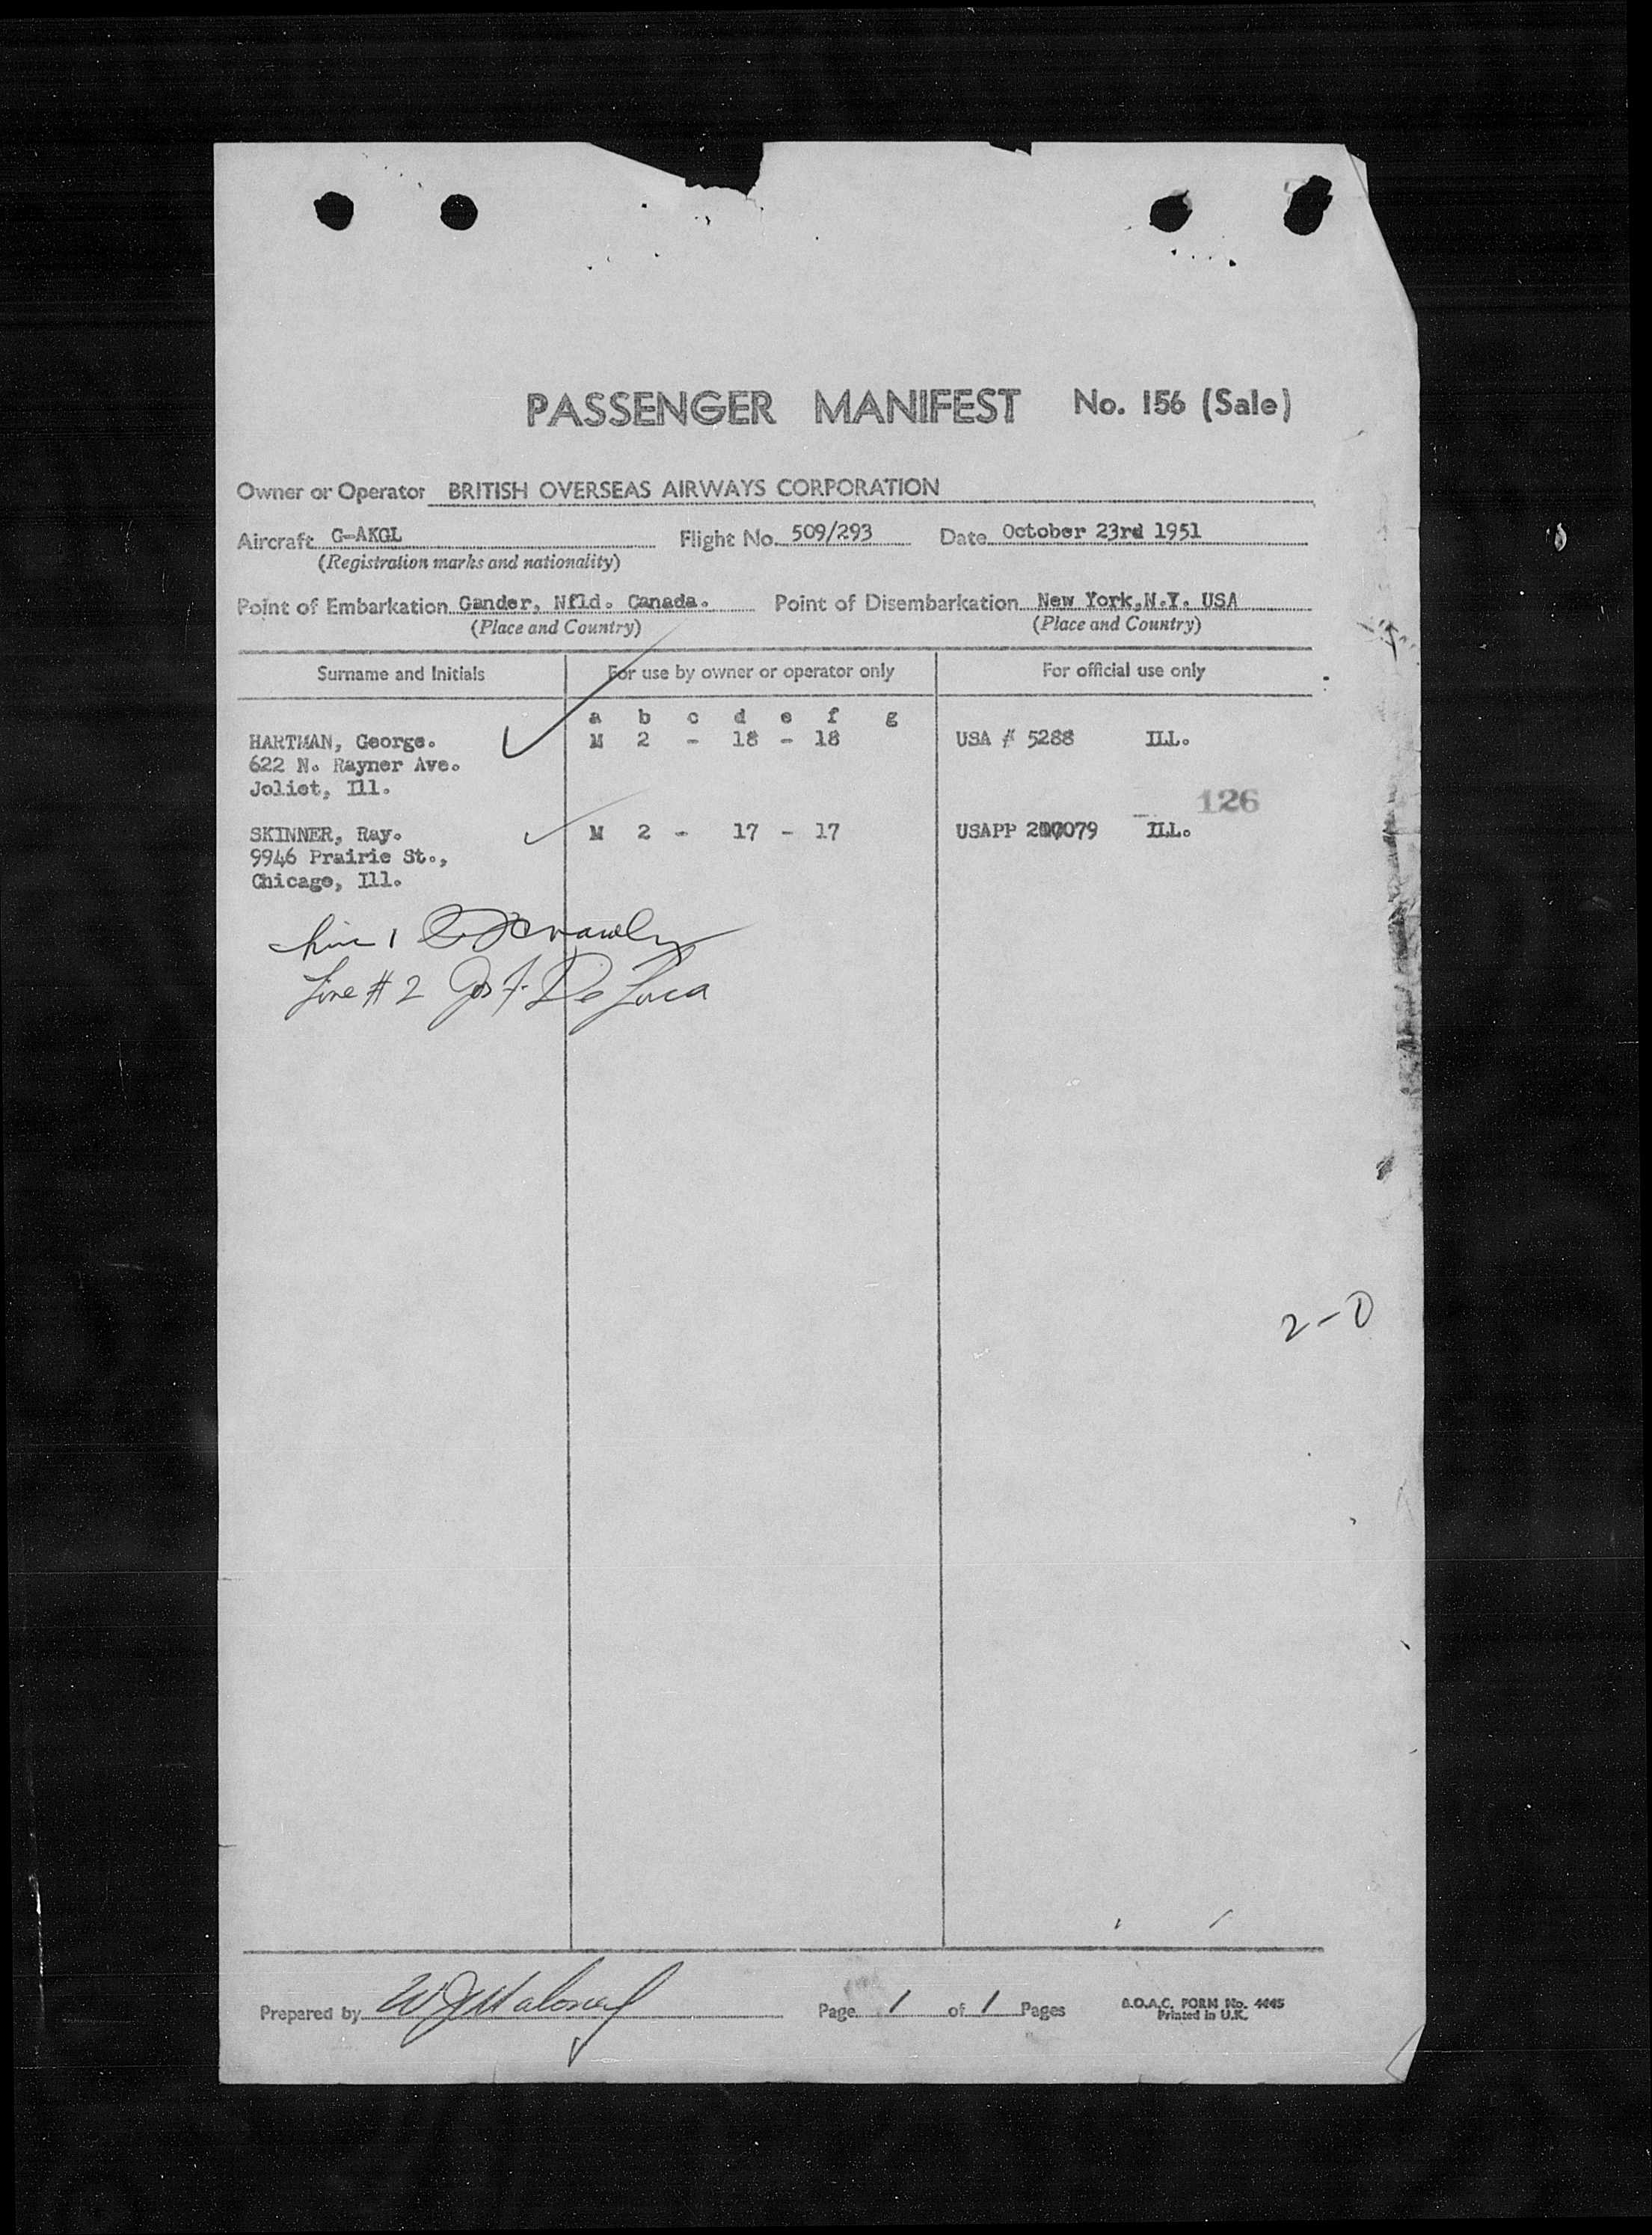 PASSENGER MANIFEST No. 156 (Sale)
Owner or Operator BRITISH OVERSEAS AIRWAYS CORPORATION
Aircraft G-AKGL Flight No. 509/293 Date October 23rd 1951
(Registration marks and nationality)
Point of Embarkation Gander, Nfld. Canada. Point of Disembarkation New York,N.Y. USA
(Place and Country) (Place and Country)
Surname and Initials For use by owner or operator only For official use only
a b c d e f g
HARTMAN, George. M 2 - 18 - 18 USA # 5288 ILL.
622 N. Rayner Ave.
Joliet, Ill.
126
SKINNER, Ray. M 2 - 17 - 17 USAPP ILL.
9946 Prairie St.,
Chicago, Ill.
Line 1
Line # 2 Jos F. De Luca
2-0
Prepared by W J Maloney Page 1 of 1 Pages B.O.A.C. FORM No. 4445
Printed in U.K.